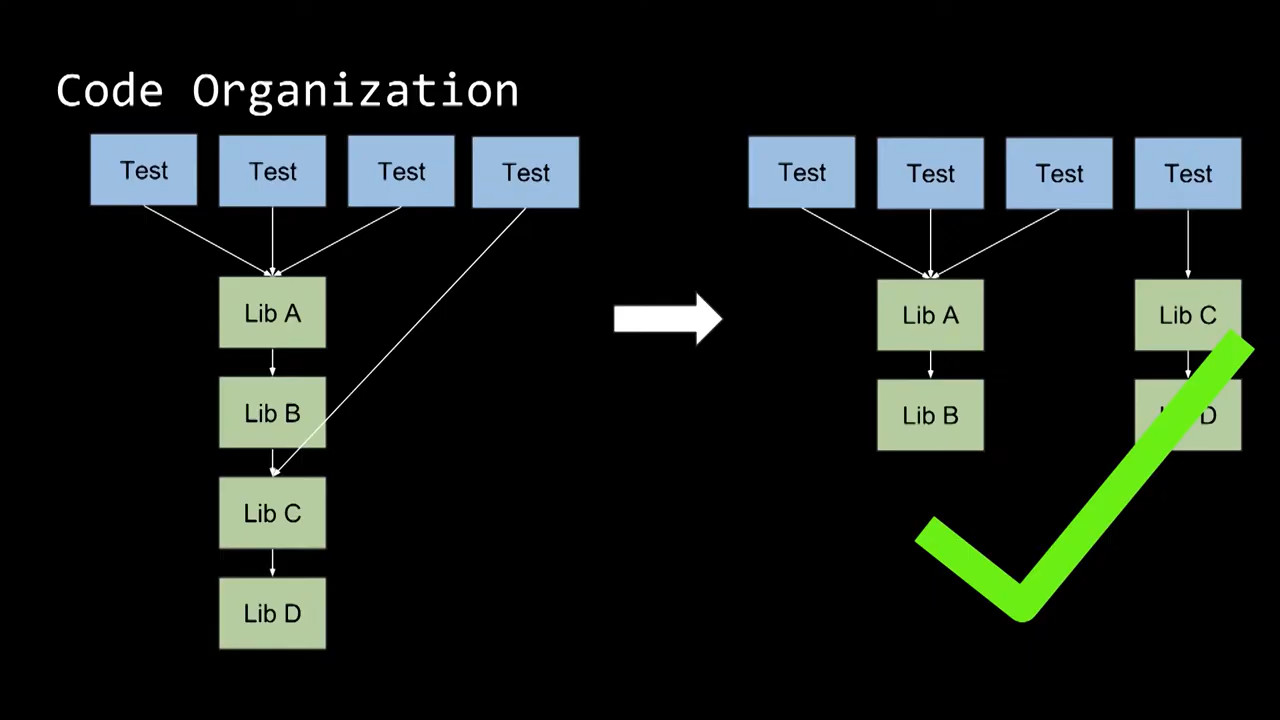 Code Organization
Test Test Test Test
Test Test Test Test
Lib A
Lib B
Lib C
Lib D
Lib A
Lib C
Lib B
D